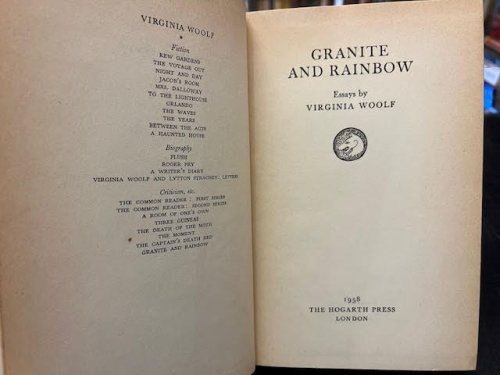 VIRGINIA WOOLF
*
Fiction
KEW GARDENS
THE VOYAGE OUT
NIGHT AND DAY
JACOB'S ROOM
MRS. DALLOWAY
TO THE LIGHTHOUSE
ORLANDO
THE WAVES
THE YEARS
BETWEEN THE ACTS
A HAUNTED HOUSE
Biography
FLUSH
ROGER FRY
A WRITER'S DIARY
VIRGINIA WOOLF AND LYTTON STRACHEY: LETTERS
Criticism, etc.
THE COMMON READER : FIRST SERIES
THE COMMON READER: SECOND SERIES
A ROOM OF ONE'S OWN
THREE GUINEAS
THE DEATH OF THE MOTH
THE MOMENT
THE CAPTAIN'S DEATH BED
GRANITE AND RAINBOW
GRANITE
AND RAINBOW
Essays by
VIRGINIA WOOLF
1958
THE HOGARTH PRESS
LONDON